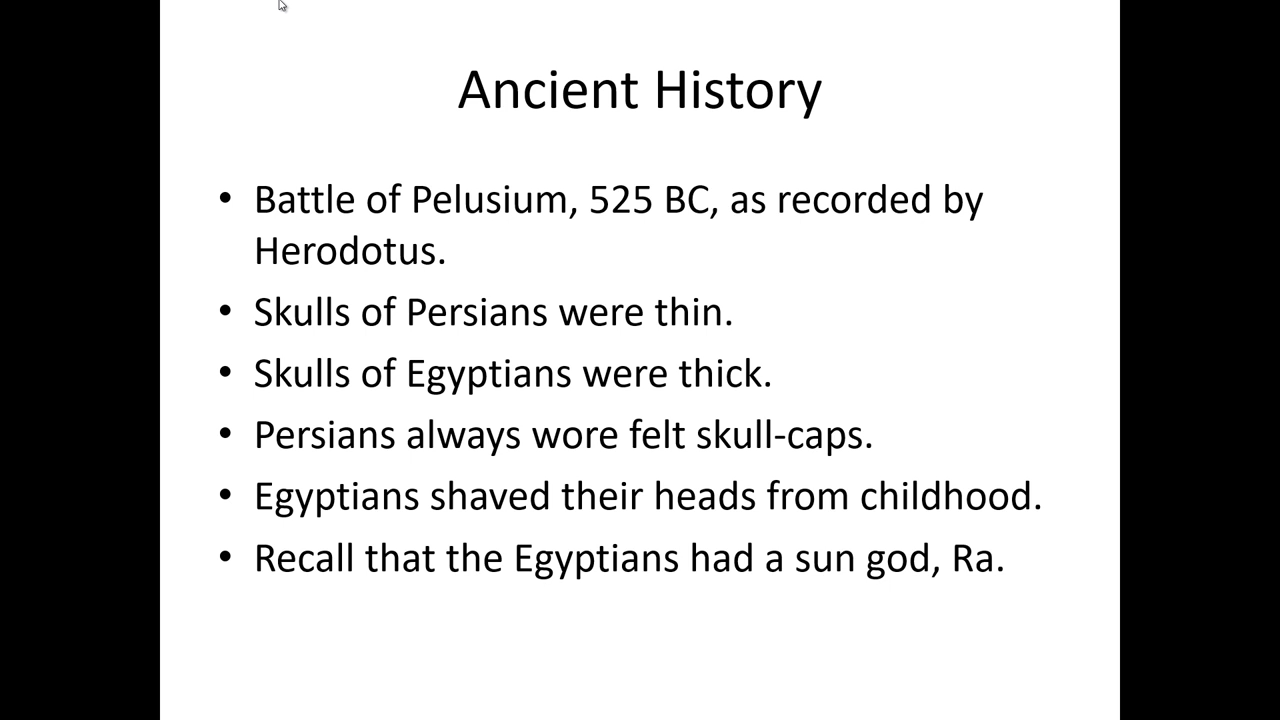 Ancient History
• Battle of Pelusium, 525 BC, as recorded by
Herodotus.
• Skulls of Persians were thin.
• Skulls of Egyptians were thick.
• Persians always wore felt skull-caps.
• Egyptians shaved their heads from childhood.
• Recall that the Egyptians had a sun god, Ra.